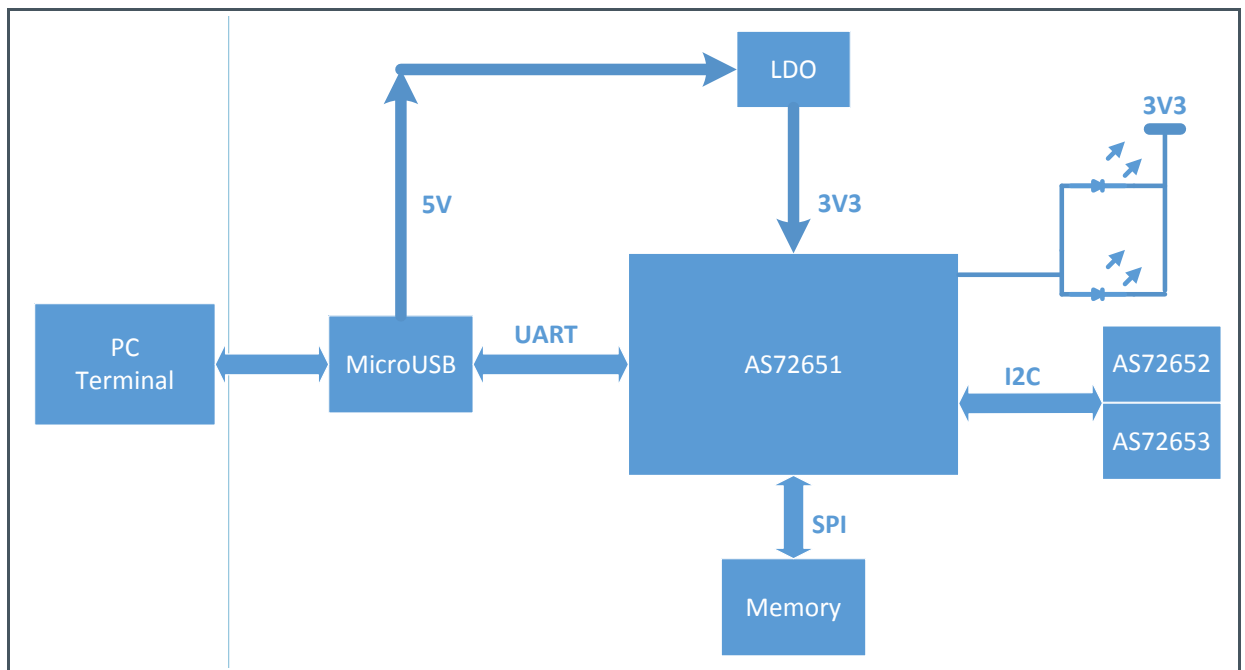 LDO
3V3
5V
3V3
PC
Terminal
MicroUSB
UART
AS72651
I2C
AS72652
AS72653
SPI
Memory